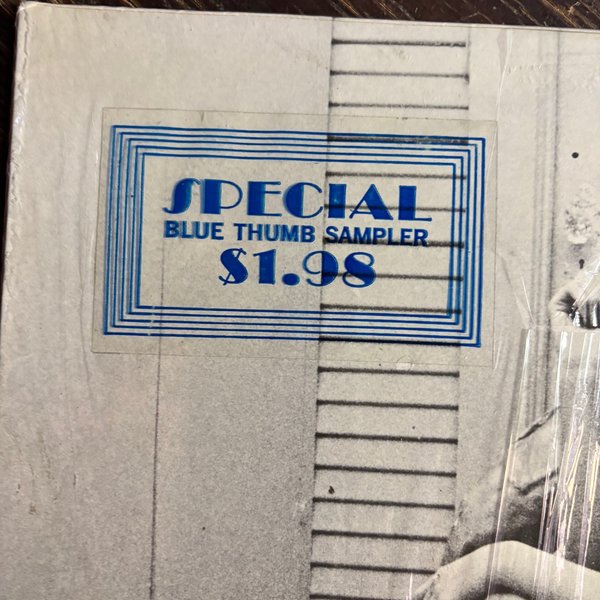 SPECIAL
BLUE THUMB SAMPLER
$1.98